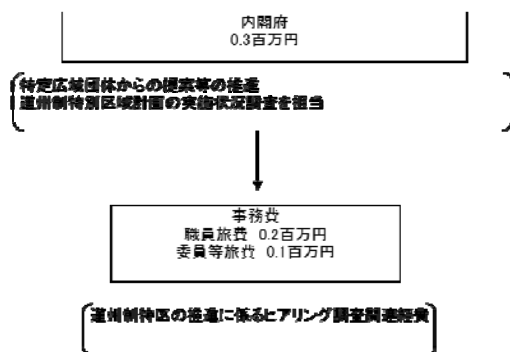 内閣府
0.3百万円
特定広域団体からの提案等の推進
道州制特別区域計画の実施状況調査を担当
事務費
職員旅費 0.2百万円
委員等旅費 0.1百万円
道州制特区の推進に係るヒアリング調査関連経費